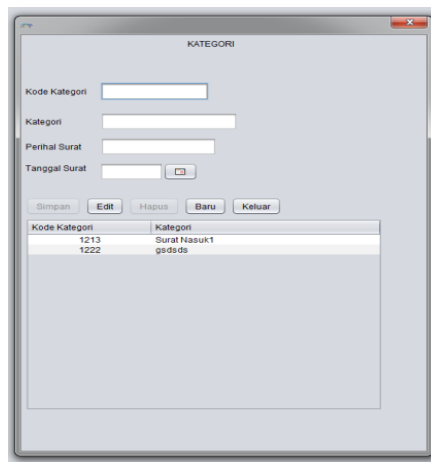 KATEGORI
Kode Kategori
Kategori
Perihal Surat
Tanggal Surat
Simpan Edit Hapus Baru Keluar
Kode Kategori Kategori
1213 Surat Nasuk1
1222 gsdsds